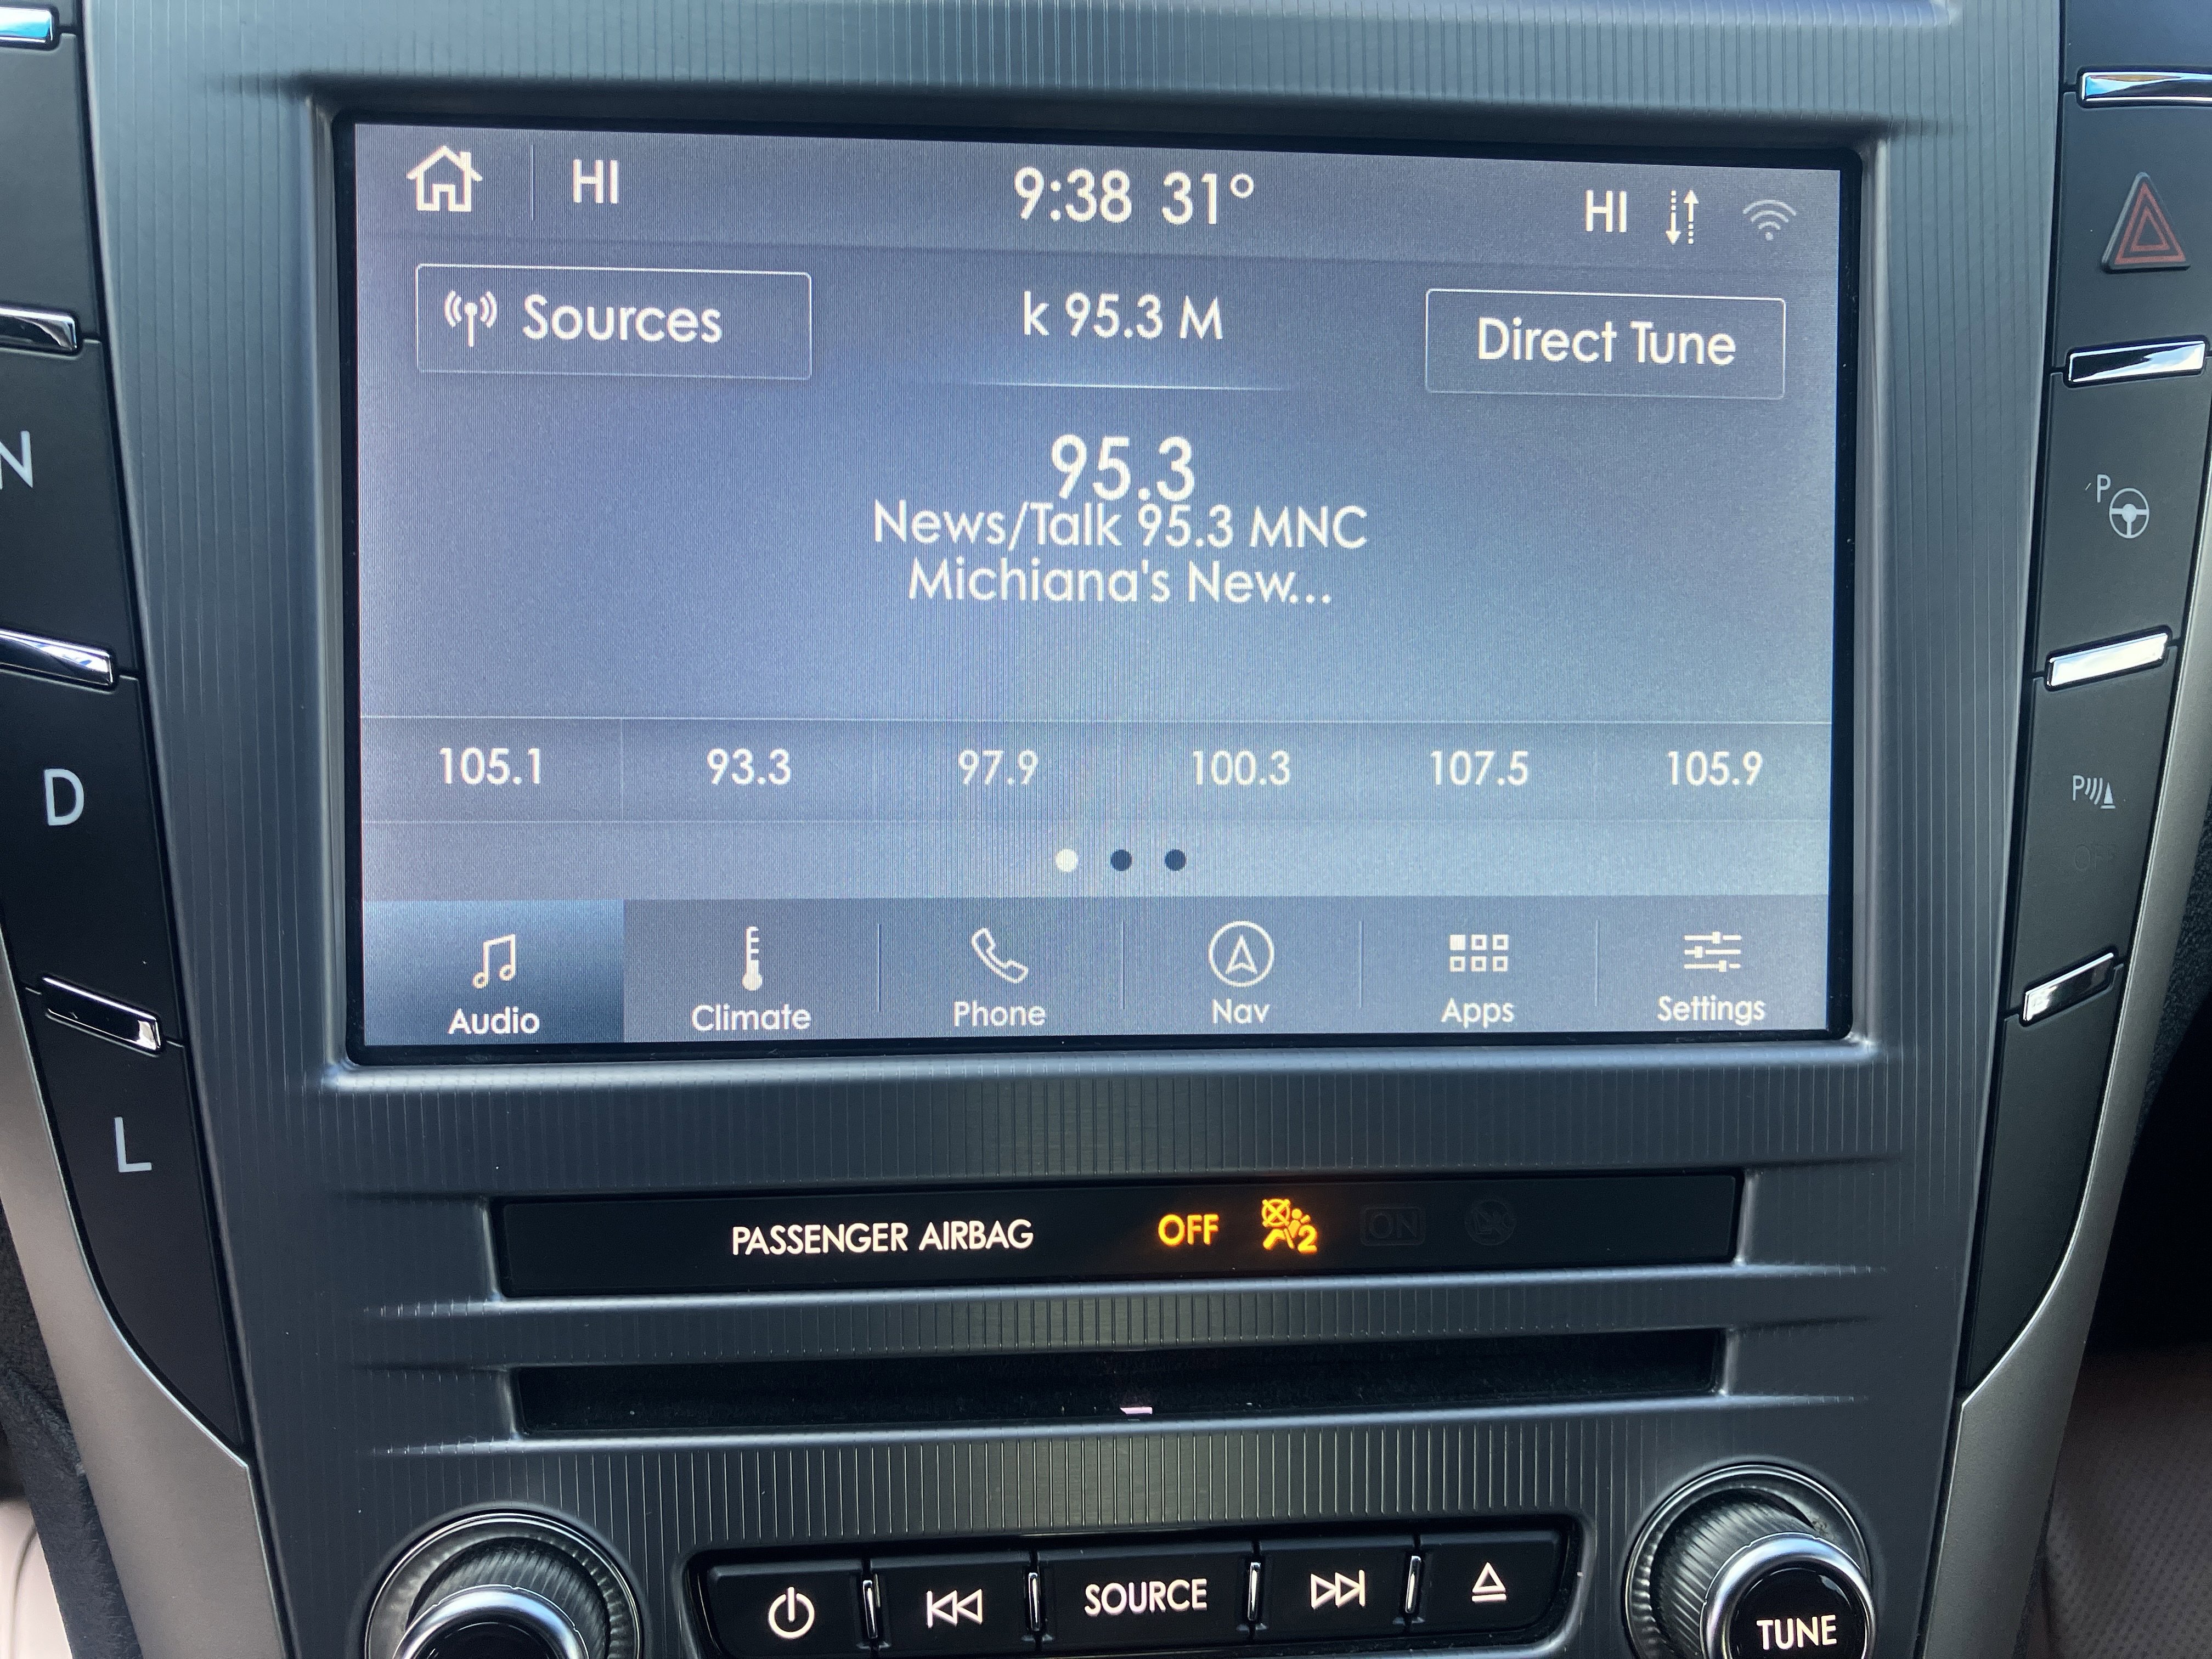 HI 9:38 31° HI
Sources k 95.3 M Direct Tune
95.3
News/Talk 95.3 MNC
Michiana's New...
105.1 93.3 97.9 100.3 107.5 105.9
Audio Climate Phone Nav Apps Settings
N
D
L
P
P
OFF
PASSENGER AIRBAG OFF 2 ON
SOURCE
TUNE